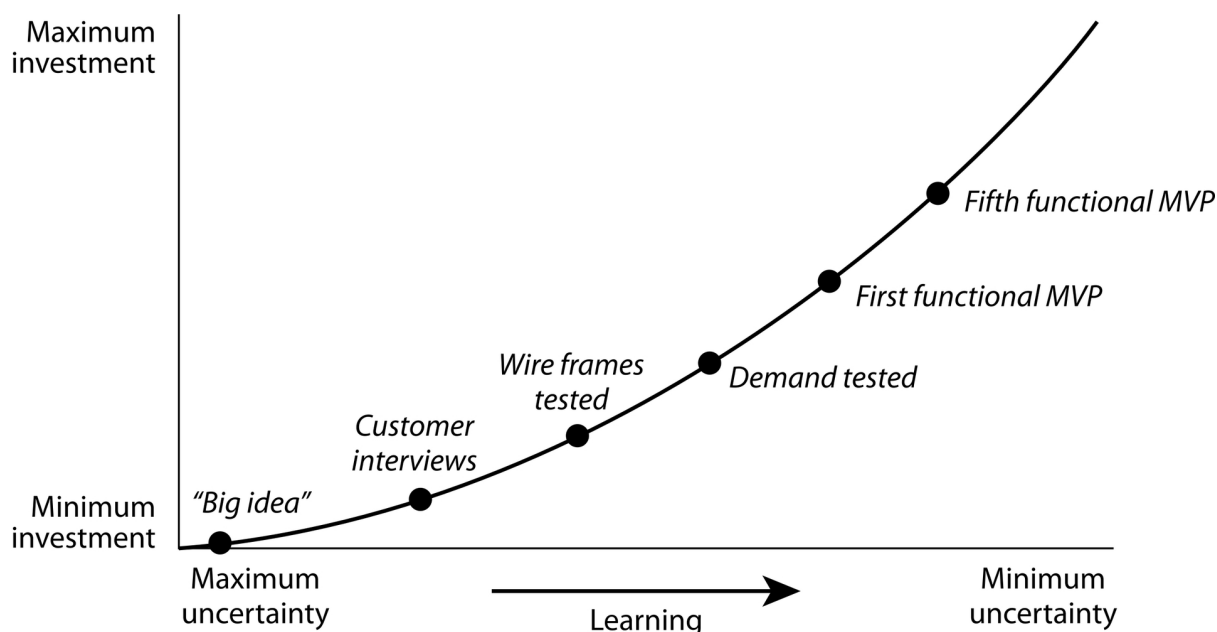 Maximum
investment
Fifth functional MVP
First functional MVP
Wire frames
tested
Demand tested
Customer
interviews
“Big idea”
Minimum
investment
Maximum
uncertainty
Learning
Minimum
uncertainty